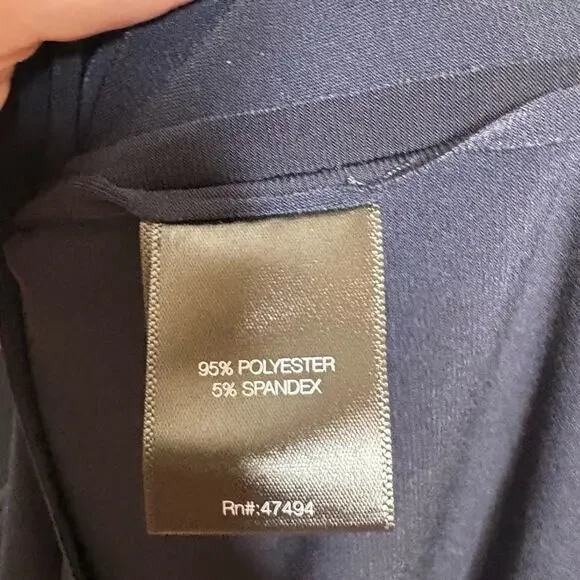 95% POLYESTER
5% SPANDEX
Rn#:47494